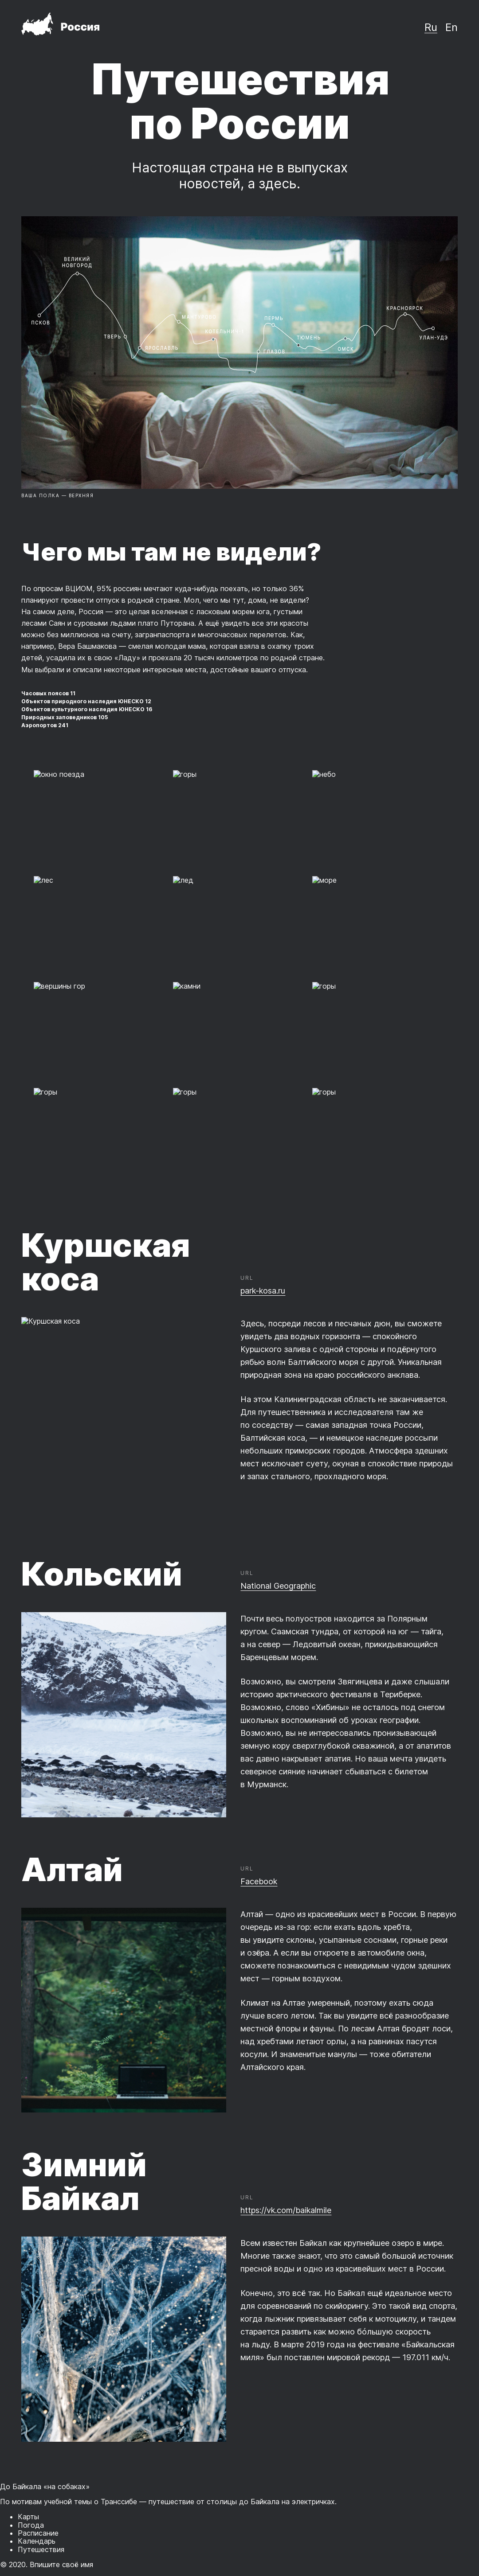 Россия
Ru En
Путешествия
по России
Настоящая страна не в выпусках
новостей, а здесь.
ВЕЛИКИЙ
НОВГОРОД
ПСКОВ
ТВЕРЬ
ЯРОСЛАВЛЬ
ПЕРМЬ
ГЛАЗОВ
ТЮМЕНЬ
ОМСК
КРАСНОЯРСК
УЛАН-УДЭ
ВАША ПОЛКА — ВЕРХНЯЯ
Чего мы там не видели?
По опросам ВЦИОМ, 95% россиян мечтают куда-нибудь поехать, но только 36%
планируют провести отпуск в родной стране. Мол, чего мы тут, дома, не видели?
На самом деле, Россия — это целая вселенная с ласковым морем юга, густыми
лесами Саян и суровыми льдами плато Путорана. А ещё увидеть все эти красоты
можно без миллионов на счету, загранпаспорта и многочасовых перелетов. Как,
например, Вера Башмакова — смелая молодая мама, которая взяла в охапку троих
детей, усадила их в свою «Ладу» и проехала 20 тысяч километров по родной стране.
Мы выбрали и описали некоторые интересные места, достойные вашего отпуска.
Часовых поясов 11
Объектов природного наследия ЮНЕСКО 12
Объектов культурного наследия ЮНЕСКО 16
Природных заповедников 105
Аэропортов 241
окно поезда
горы
небо
лес
лед
море
вершины гор
камни
горы
горы
горы
горы
Куршская
коса
URL
park-kosa.ru
Куршская коса
Здесь, посреди лесов и песчаных дюн, вы сможете
увидеть два водных горизонта — спокойного
Куршского залива с одной стороны и подёрнутого
рябью волн Балтийского моря с другой. Уникальная
природная зона на краю российского анклава.
На этом Калининградская область не заканчивается.
Для путешественника и исследователя там же
по соседству — самая западная точка России,
Балтийская коса, — и немецкое наследие россыпи
небольших приморских городов. Атмосфера здешних
мест исключает суету, окуная в спокойствие природы
и запах стального, прохладного моря.
Кольский
URL
National Geographic
Почти весь полуостров находится за Полярным
кругом. Саамская тундра, от которой на юг — тайга,
а на север — Ледовитый океан, прикидывающийся
Баренцевым морем.
Возможно, вы смотрели Звягинцева и даже слышали
историю арктического фестиваля в Териберке.
Возможно, слово «Хибины» не осталось под снегом
школьных воспоминаний об уроках географии.
Возможно, вы не интересовались пронизывающей
земную кору сверхглубокой скважиной, а от апатитов
вас давно накрывает апатия. Но ваша мечта увидеть
северное сияние начинает сбываться с билетом
в Мурманск.
Алтай
URL
Facebook
Алтай — одно из красивейших мест в России. В первую
очередь из-за гор: если ехать вдоль хребта,
вы увидите склоны, усыпанные соснами, горные реки
и озёра. А если вы откроете в автомобиле окна,
сможете познакомиться с невидимым чудом здешних
мест — горным воздухом.
Климат на Алтае умеренный, поэтому ехать сюда
лучше всего летом. Так вы увидите всё разнообразие
местной флоры и фауны. По лесам Алтая бродят лоси,
над хребтами летают орлы, а на равнинах пасутся
косули. И знаменитые манулы — тоже обитатели
Алтайского края.
Зимний
Байкал
URL
https://vk.com/baikalmile
Всем известен Байкал как крупнейшее озеро в мире.
Многие также знают, что это самый большой источник
пресной воды и одно из красивейших мест в России.
Конечно, это всё так. Но Байкал ещё идеальное место
для соревнований по скийорингу. Это такой вид спорта,
когда лыжник привязывает себя к мотоциклу, и тандем
старается развить как можно бо́льшую скорость
на льду. В марте 2019 года на фестивале «Байкальская
миля» был поставлен мировой рекорд — 197.011 км/ч.
До Байкала «на собаках»
По мотивам учебной темы о Транссибе — путешествие от столицы до Байкала на электричках.
Карты
Погода
Расписание
Календарь
Путешествия
© 2020. Впишите своё имя